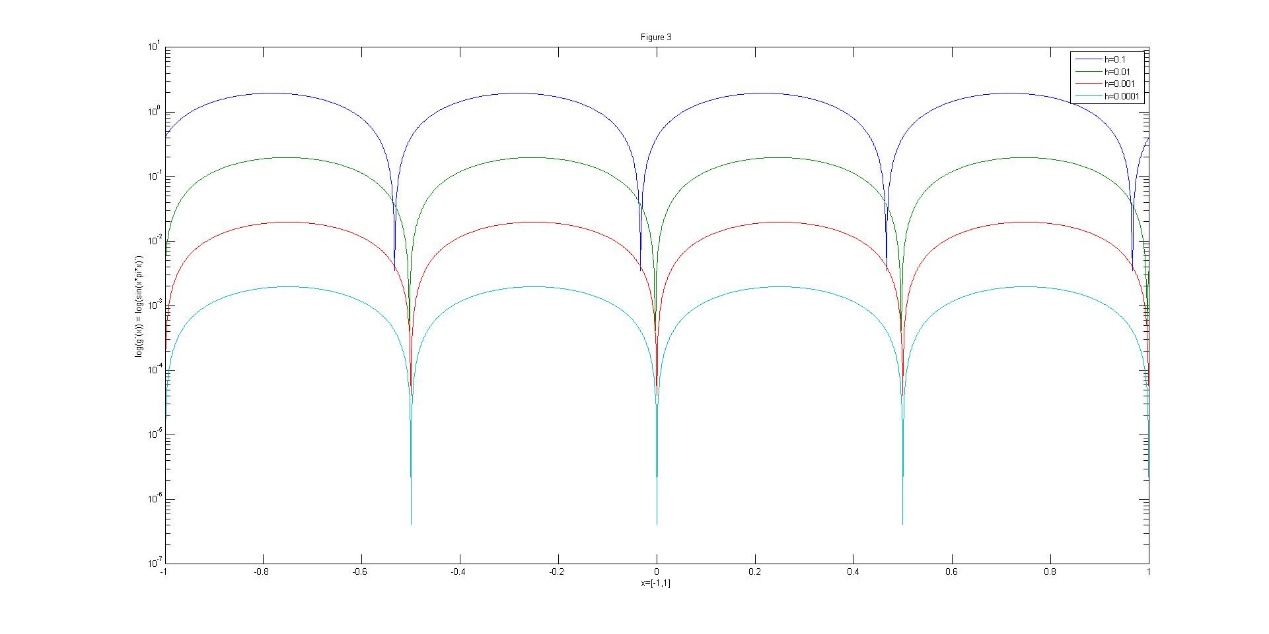 Figure 3
10^1
10^0
10^-1
10^-2
10^-3
10^-4
10^-5
10^-6
10^-7
log(g'(x)) = log(sin(x*pi*x)')
h=0.1
h=0.01
h=0.001
h=0.0001
-1 -0.8 -0.6 -0.4 -0.2 0 0.2 0.4 0.6 0.8 1
x=[-1,1]